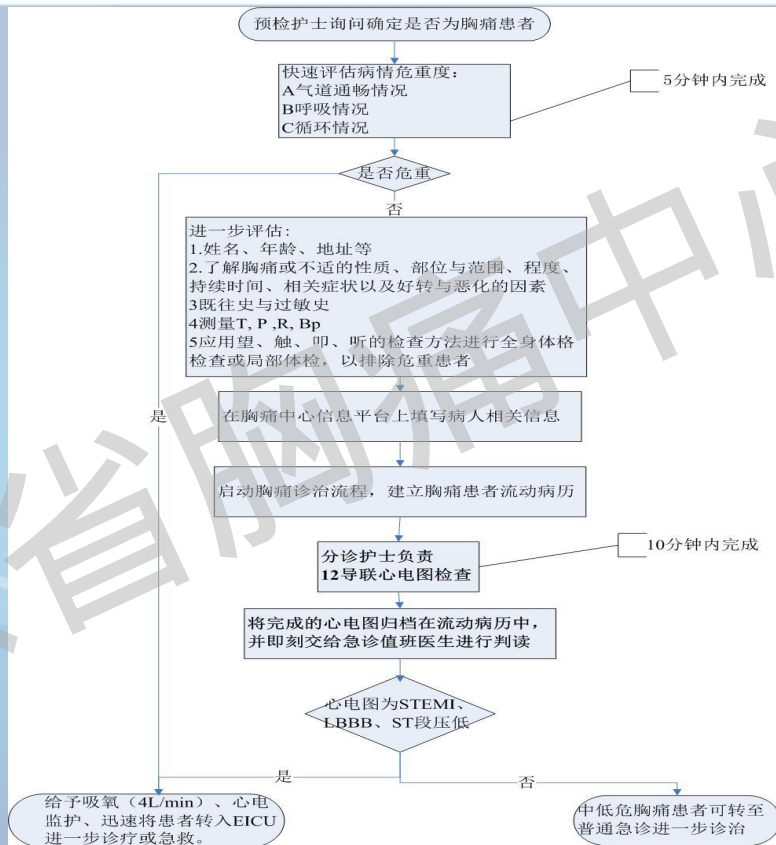 预检护士询问确定是否为胸痛患者
快速评估病情危重度：
A气道通畅情况
B呼吸情况
C循环情况
5分钟内完成
是否危重
否
进一步评估:
1.姓名、年龄、地址等
2.了解胸痛或不适的性质、部位与范围、程度、
持续时间、相关症状以及好转与恶化的因素
3既往史与过敏史
4测量T, P ,R, Bp
5应用望、触、叩、听的检查方法进行全身体格
检查或局部体检，以排除危重患者
是
在胸痛中心信息平台上填写病人相关信息
启动胸痛诊治流程，建立胸痛患者流动病历
分诊护士负责
12导联心电图检查
10分钟内完成
将完成的心电图归档在流动病历中，
并即刻交给急诊值班医生进行判读
心电图为STEMI、
LBBB、ST段压低
是
否
给予吸氧（4L/min）、心电
监护、迅速将患者转入EICU
进一步诊疗或急救。
中低危胸痛患者可转至
普通急诊进一步诊治
省胸痛中心